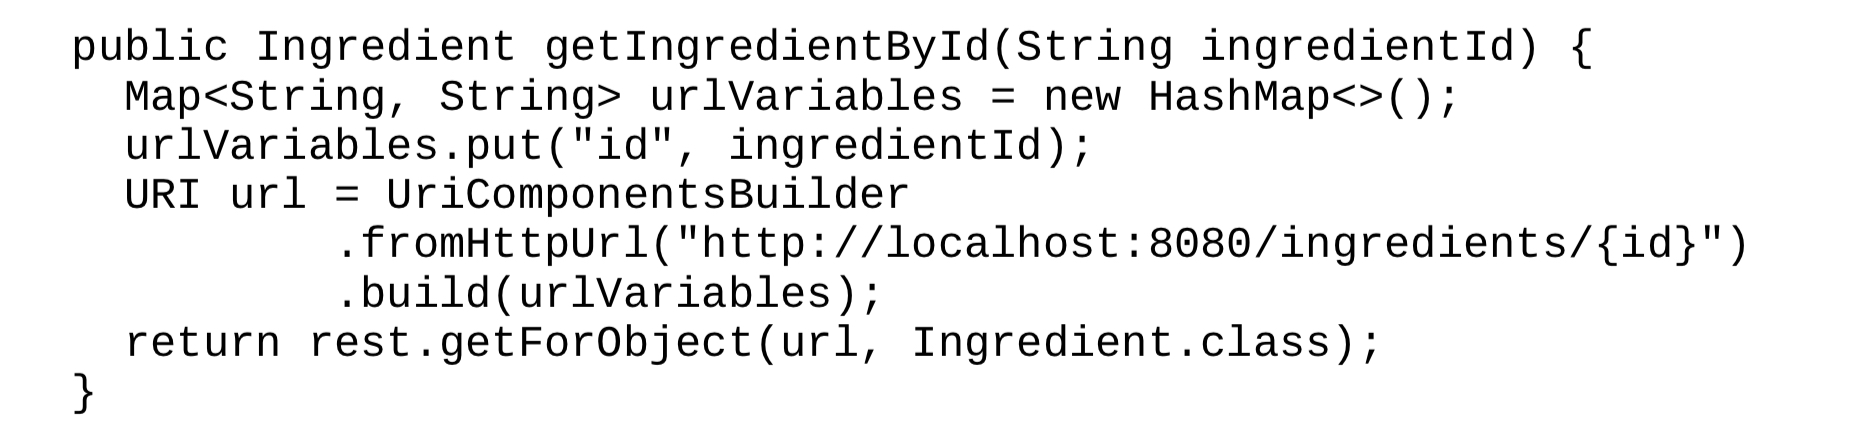 public Ingredient getIngredientById(String ingredientId) {
  Map<String, String> urlVariables = new HashMap<>();
  urlVariables.put("id", ingredientId);
  URI url = UriComponentsBuilder
          .fromHttpUrl("http://localhost:8080/ingredients/{id}")
          .build(urlVariables);
  return rest.getForObject(url, Ingredient.class);
}